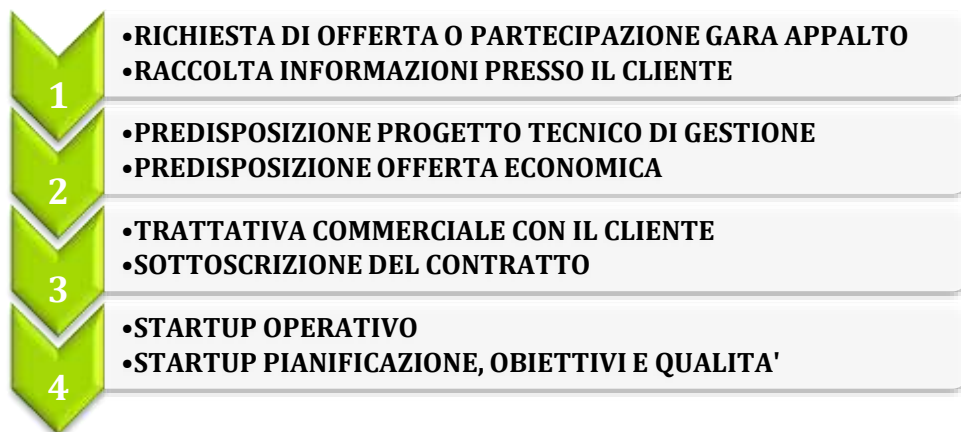 •RICHIESTA DI OFFERTA O PARTECIPAZIONE GARA APPALTO
•RACCOLTA INFORMAZIONI PRESSO IL CLIENTE
1
•PREDISPOSIZIONE PROGETTO TECNICO DI GESTIONE
•PREDISPOSIZIONE OFFERTA ECONOMICA
2
•TRATTATIVA COMMERCIALE CON IL CLIENTE
•SOTTOSCRIZIONE DEL CONTRATTO
3
•STARTUP OPERATIVO
•STARTUP PIANIFICAZIONE, OBIETTIVI E QUALITA'
4